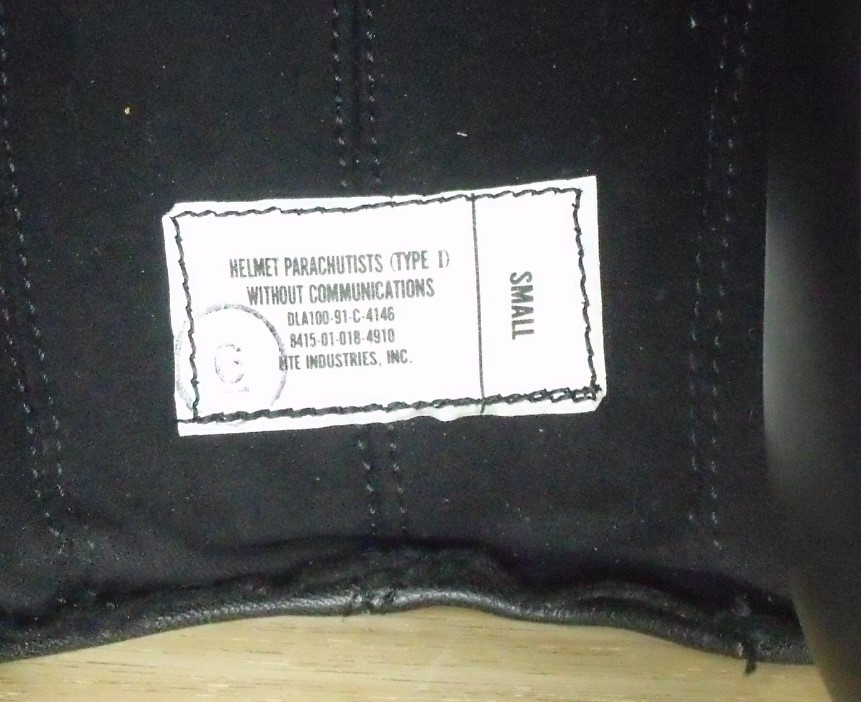 HELMET PARACHUTISTS (TYPE I)
WITHOUT COMMUNICATIONS
DLA100-91-C-4146
8415-01-018-4910
INDUSTRIES, INC.
SMALL
C